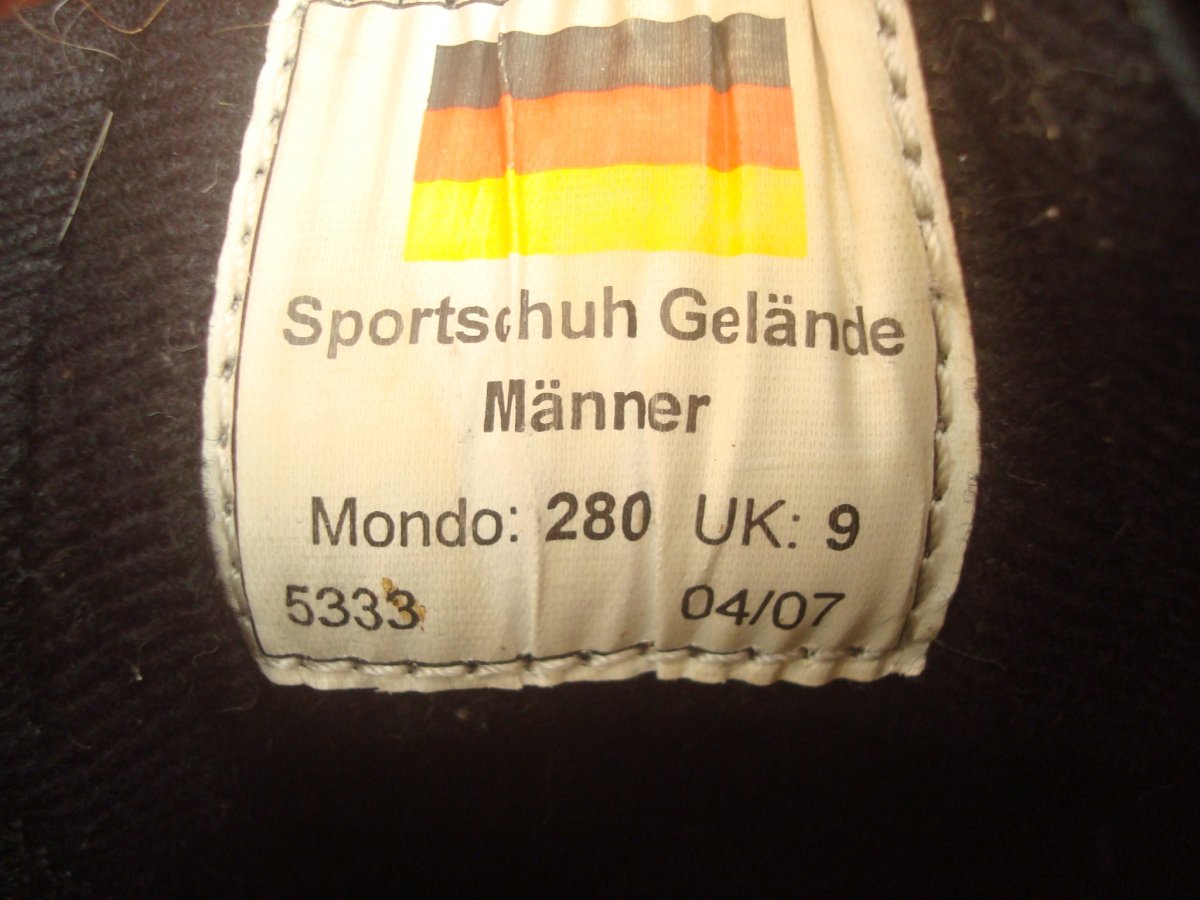 Sportschuh Gelände
Männer
Mondo: 280 UK: 9
5333 04/07